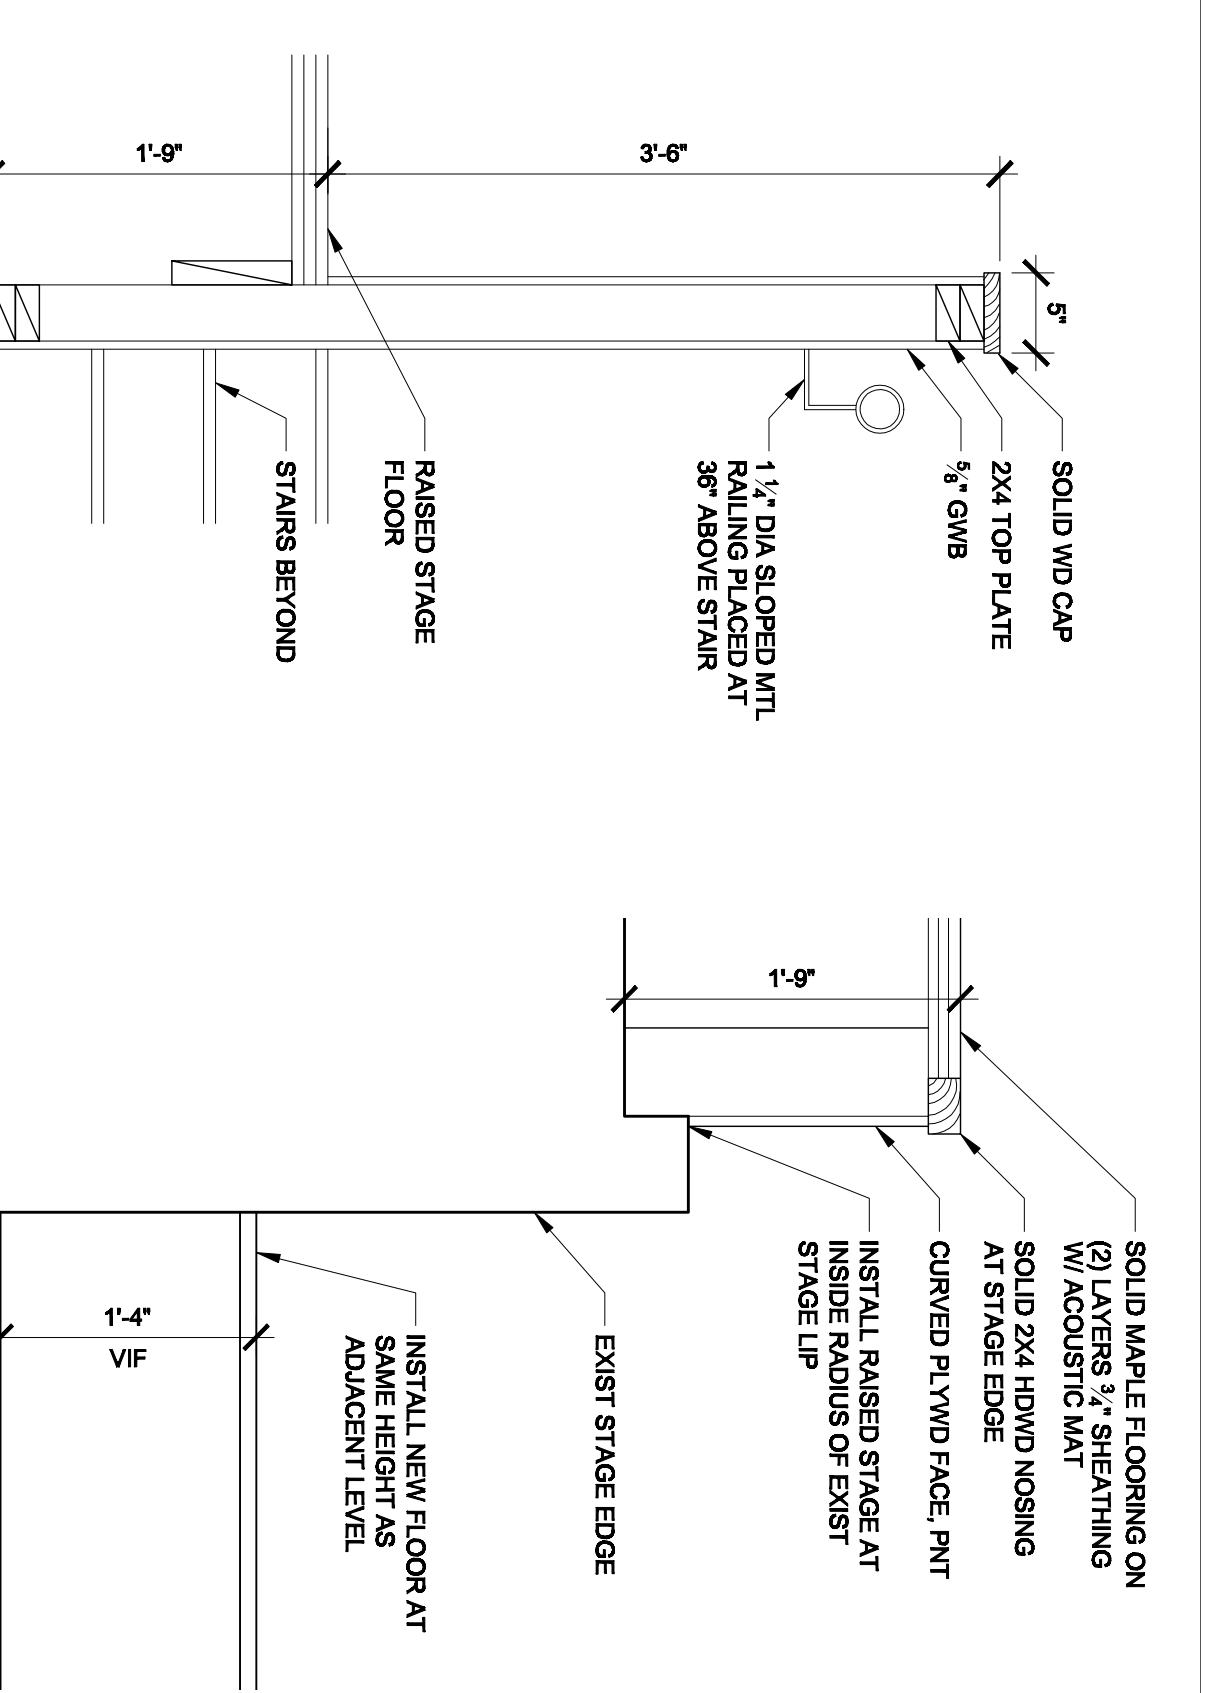 3'-6"
1'-9"
5"
SOLID WD CAP
2X4 TOP PLATE
5/8" GWB
1 1/4" DIA SLOPED MTL
RAILING PLACED AT
36" ABOVE STAIR
RAISED STAGE
FLOOR
STAIRS BEYOND
1'-9"
SOLID MAPLE FLOORING ON
(2) LAYERS 3/4" SHEATHING
W/ ACOUSTIC MAT
SOLID 2X4 HDWD NOSING
AT STAGE EDGE
CURVED PLYWD FACE, PNT
INSTALL RAISED STAGE AT
INSIDE RADIUS OF EXIST
STAGE LIP
EXIST STAGE EDGE
INSTALL NEW FLOOR AT
SAME HEIGHT AS
ADJACENT LEVEL
1'-4"
VIF